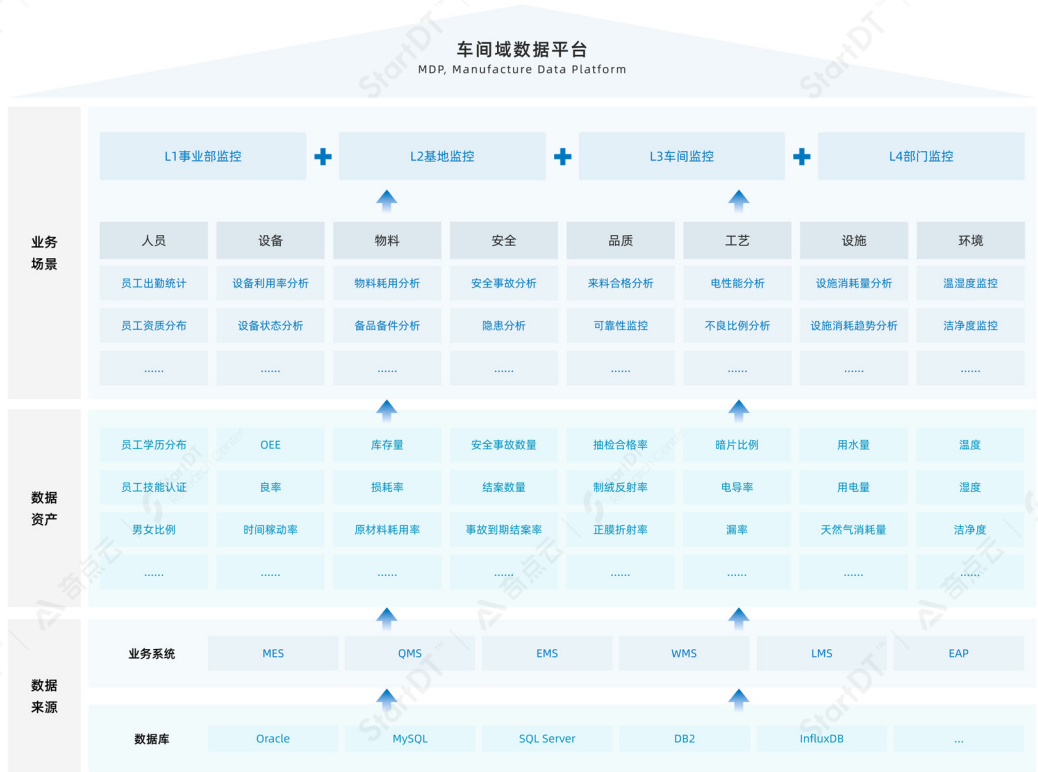 车间域数据平台
MDP, Manufacture Data Platform
业务
场景
L1事业部监控
L2基地监控
L3车间监控
L4部门监控
人员 设备 物料 安全 品质 工艺 设施 环境
员工出勤统计 设备利用率分析 物料耗用分析 安全事故分析 来料合格分析 电性能分析 设施消耗量分析 温湿度监控
员工资质分布 设备状态分析 备品备件分析 隐患分析 可靠性监控 不良比例分析 设施消耗趋势分析 洁净度监控
...... ...... ...... ...... ...... ...... ...... ......
数据
资产
员工学历分布 OEE 库存量 安全事故数量 抽检合格率 暗片比例 用水量 温度
员工技能认证 良率 损耗率 结案数量 制绒反射率 电导率 用电量 湿度
男女比例 时间稼动率 原材料耗用率 事故到期结案率 正膜折射率 漏率 天然气消耗量 洁净度
...... ...... ...... ...... ...... ...... ...... ......
数据
来源
业务系统 MES QMS EMS WMS LMS EAP
数据库 Oracle MySQL SQL Server DB2 InfluxDB ...
StartDT
奇点云